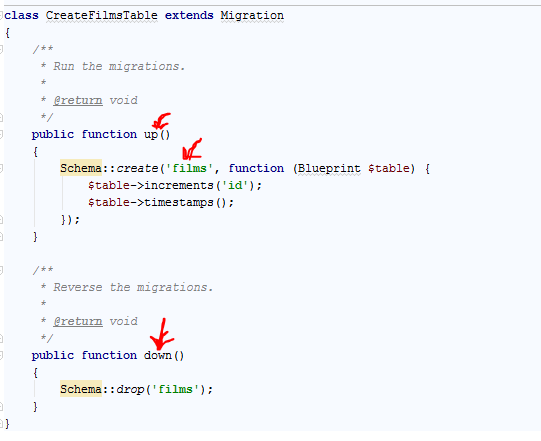 class CreateFilmsTable extends Migration
{
    /**
     * Run the migrations.
     *
     * @return void
     */
    public function up()
    {
        Schema::create('films', function (Blueprint $table) {
            $table->increments('id');
            $table->timestamps();
        });
    }

    /**
     * Reverse the migrations.
     *
     * @return void
     */
    public function down()
    {
        Schema::drop('films');
    }
}